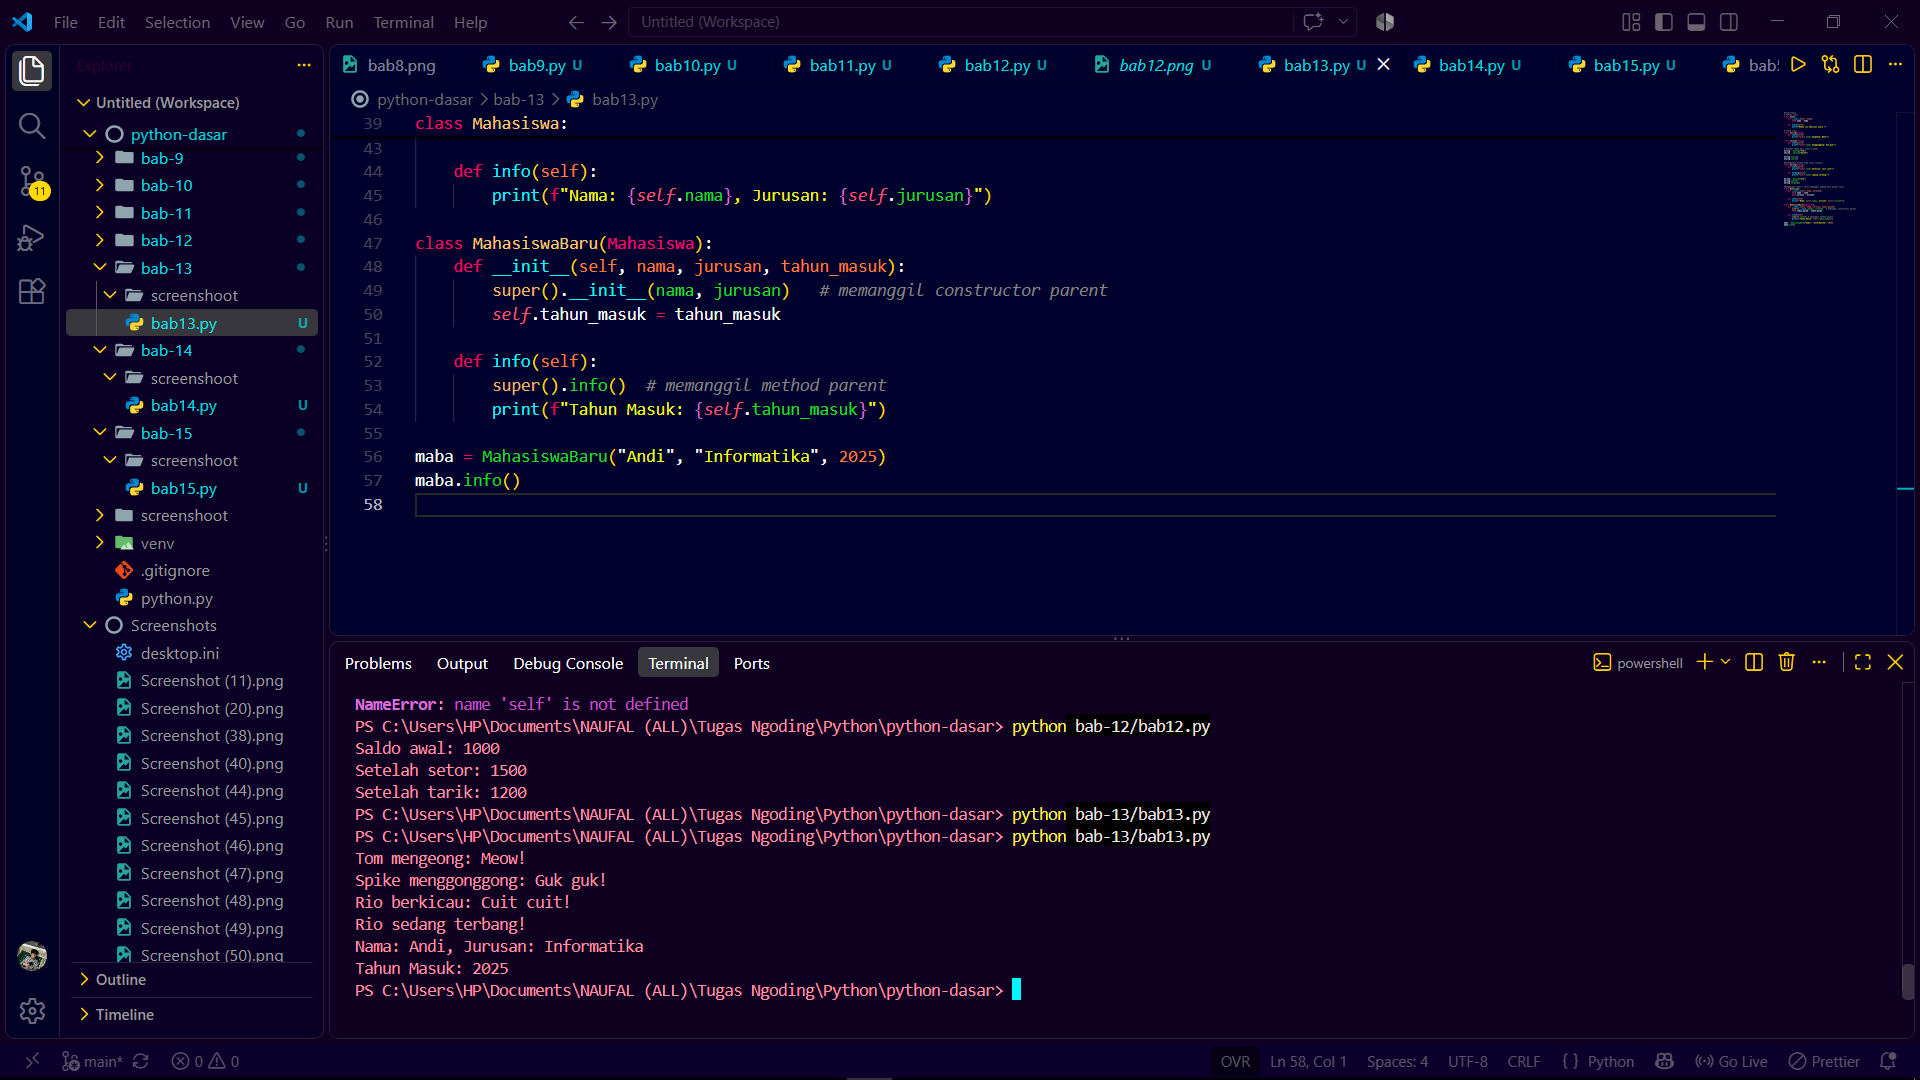 File Edit Selection View Go Run Terminal Help
Untitled (Workspace)
Explorer
Untitled (Workspace)
python-dasar
bab-9
bab-10
bab-11
bab-12
bab-13
screenshoot
bab13.py U
bab-14
screenshoot
bab14.py U
bab-15
screenshoot
bab15.py U
screenshoot
venv
.gitignore
python.py
Screenshots
desktop.ini
Screenshot (11).png
Screenshot (20).png
Screenshot (38).png
Screenshot (40).png
Screenshot (44).png
Screenshot (45).png
Screenshot (46).png
Screenshot (47).png
Screenshot (48).png
Screenshot (49).png
Screenshot (50).png
Outline
Timeline
11
bab8.png bab9.py U bab10.py U bab11.py U bab12.py U bab12.png U bab13.py U bab14.py U bab15.py U
python-dasar > bab-13 > bab13.py
39 class Mahasiswa:
43
44 def info(self):
45 print(f"Nama: {self.nama}, Jurusan: {self.jurusan}")
46
47 class MahasiswaBaru(Mahasiswa):
48 def __init__(self, nama, jurusan, tahun_masuk):
49 super().__init__(nama, jurusan) # memanggil constructor parent
50 self.tahun_masuk = tahun_masuk
51
52 def info(self):
53 super().info() # memanggil method parent
54 print(f"Tahun Masuk: {self.tahun_masuk}")
55
56 maba = MahasiswaBaru("Andi", "Informatika", 2025)
57 maba.info()
58
Problems Output Debug Console Terminal Ports
powershell
NameError: name 'self' is not defined
PS C:\Users\HP\Documents\NAUFAL (ALL)\Tugas Ngoding\Python\python-dasar> python bab-12/bab12.py
Saldo awal: 1000
Setelah setor: 1500
Setelah tarik: 1200
PS C:\Users\HP\Documents\NAUFAL (ALL)\Tugas Ngoding\Python\python-dasar> python bab-13/bab13.py
PS C:\Users\HP\Documents\NAUFAL (ALL)\Tugas Ngoding\Python\python-dasar> python bab-13/bab13.py
Tom mengeong: Meow!
Spike menggonggong: Guk guk!
Rio berkicau: Cuit cuit!
Rio sedang terbang!
Nama: Andi, Jurusan: Informatika
Tahun Masuk: 2025
PS C:\Users\HP\Documents\NAUFAL (ALL)\Tugas Ngoding\Python\python-dasar>
main* 0 0
OVR Ln 58, Col 1 Spaces: 4 UTF-8 CRLF { } Python Go Live Prettier